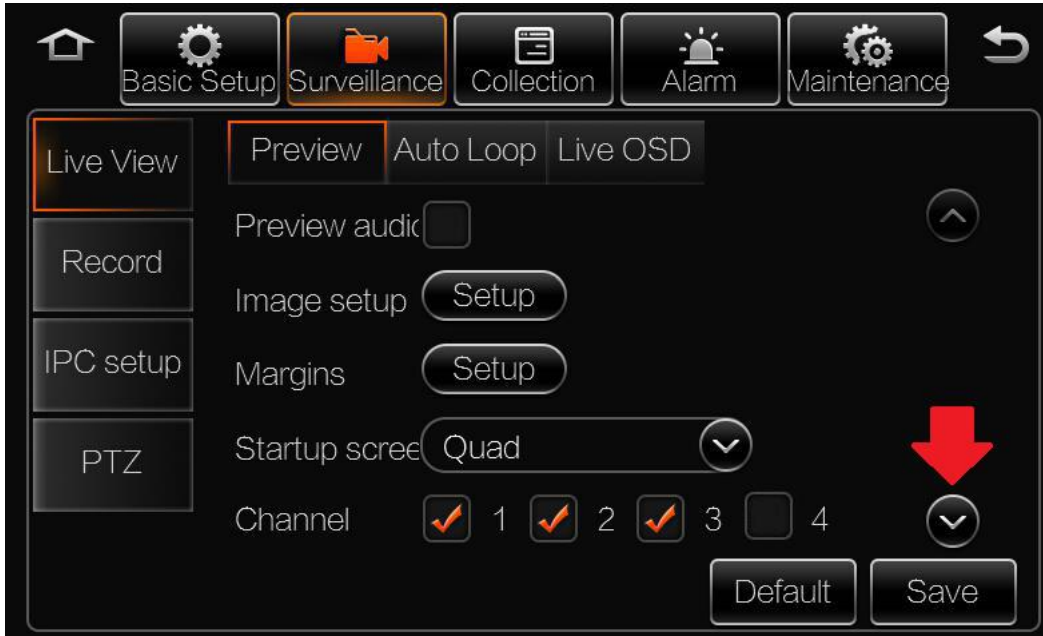 Basic Setup Surveillance Collection Alarm Maintenance
Live View
Record
IPC setup
PTZ
Preview Auto Loop Live OSD
Preview audio
Image setup Setup
Margins Setup
Startup scree Quad
Channel 1 2 3 4
Default Save